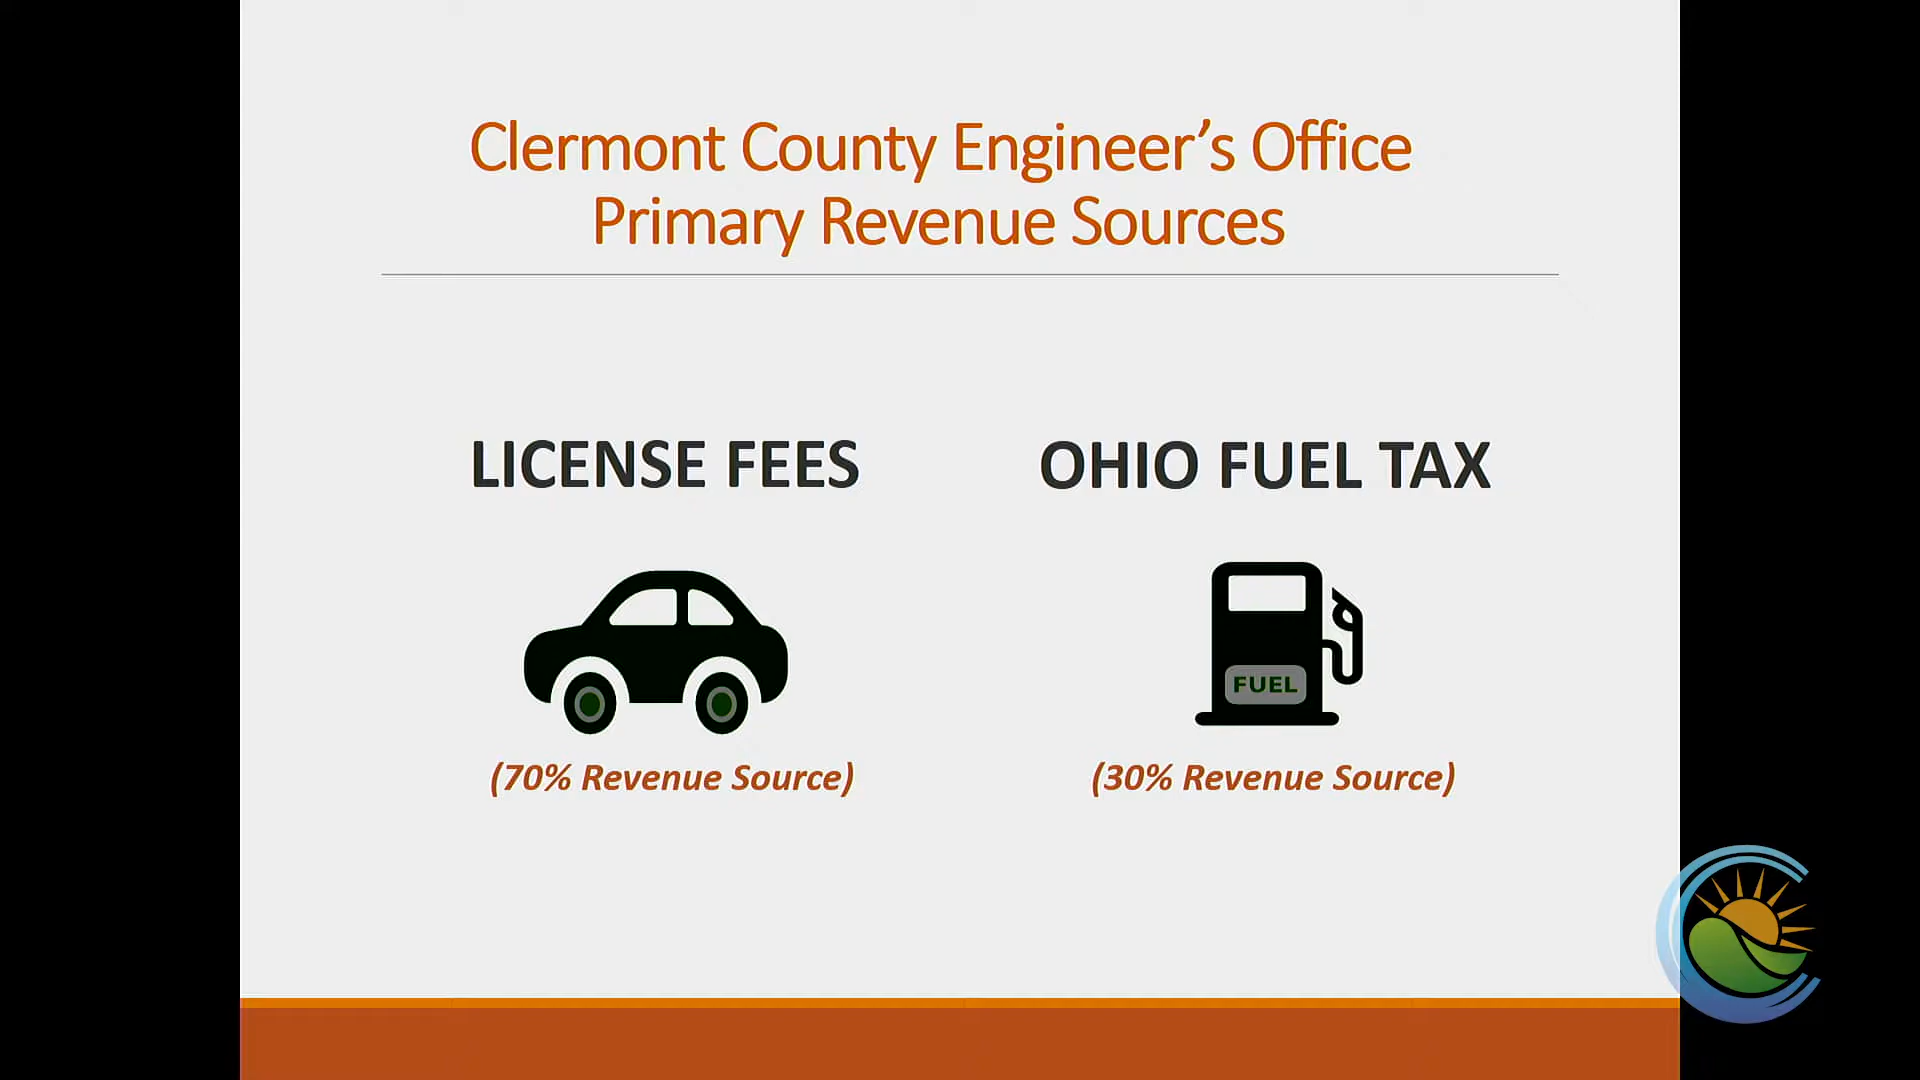 Clermont County Engineer’s Office
Primary Revenue Sources
LICENSE FEES
OHIO FUEL TAX
FUEL
(70% Revenue Source)
(30% Revenue Source)